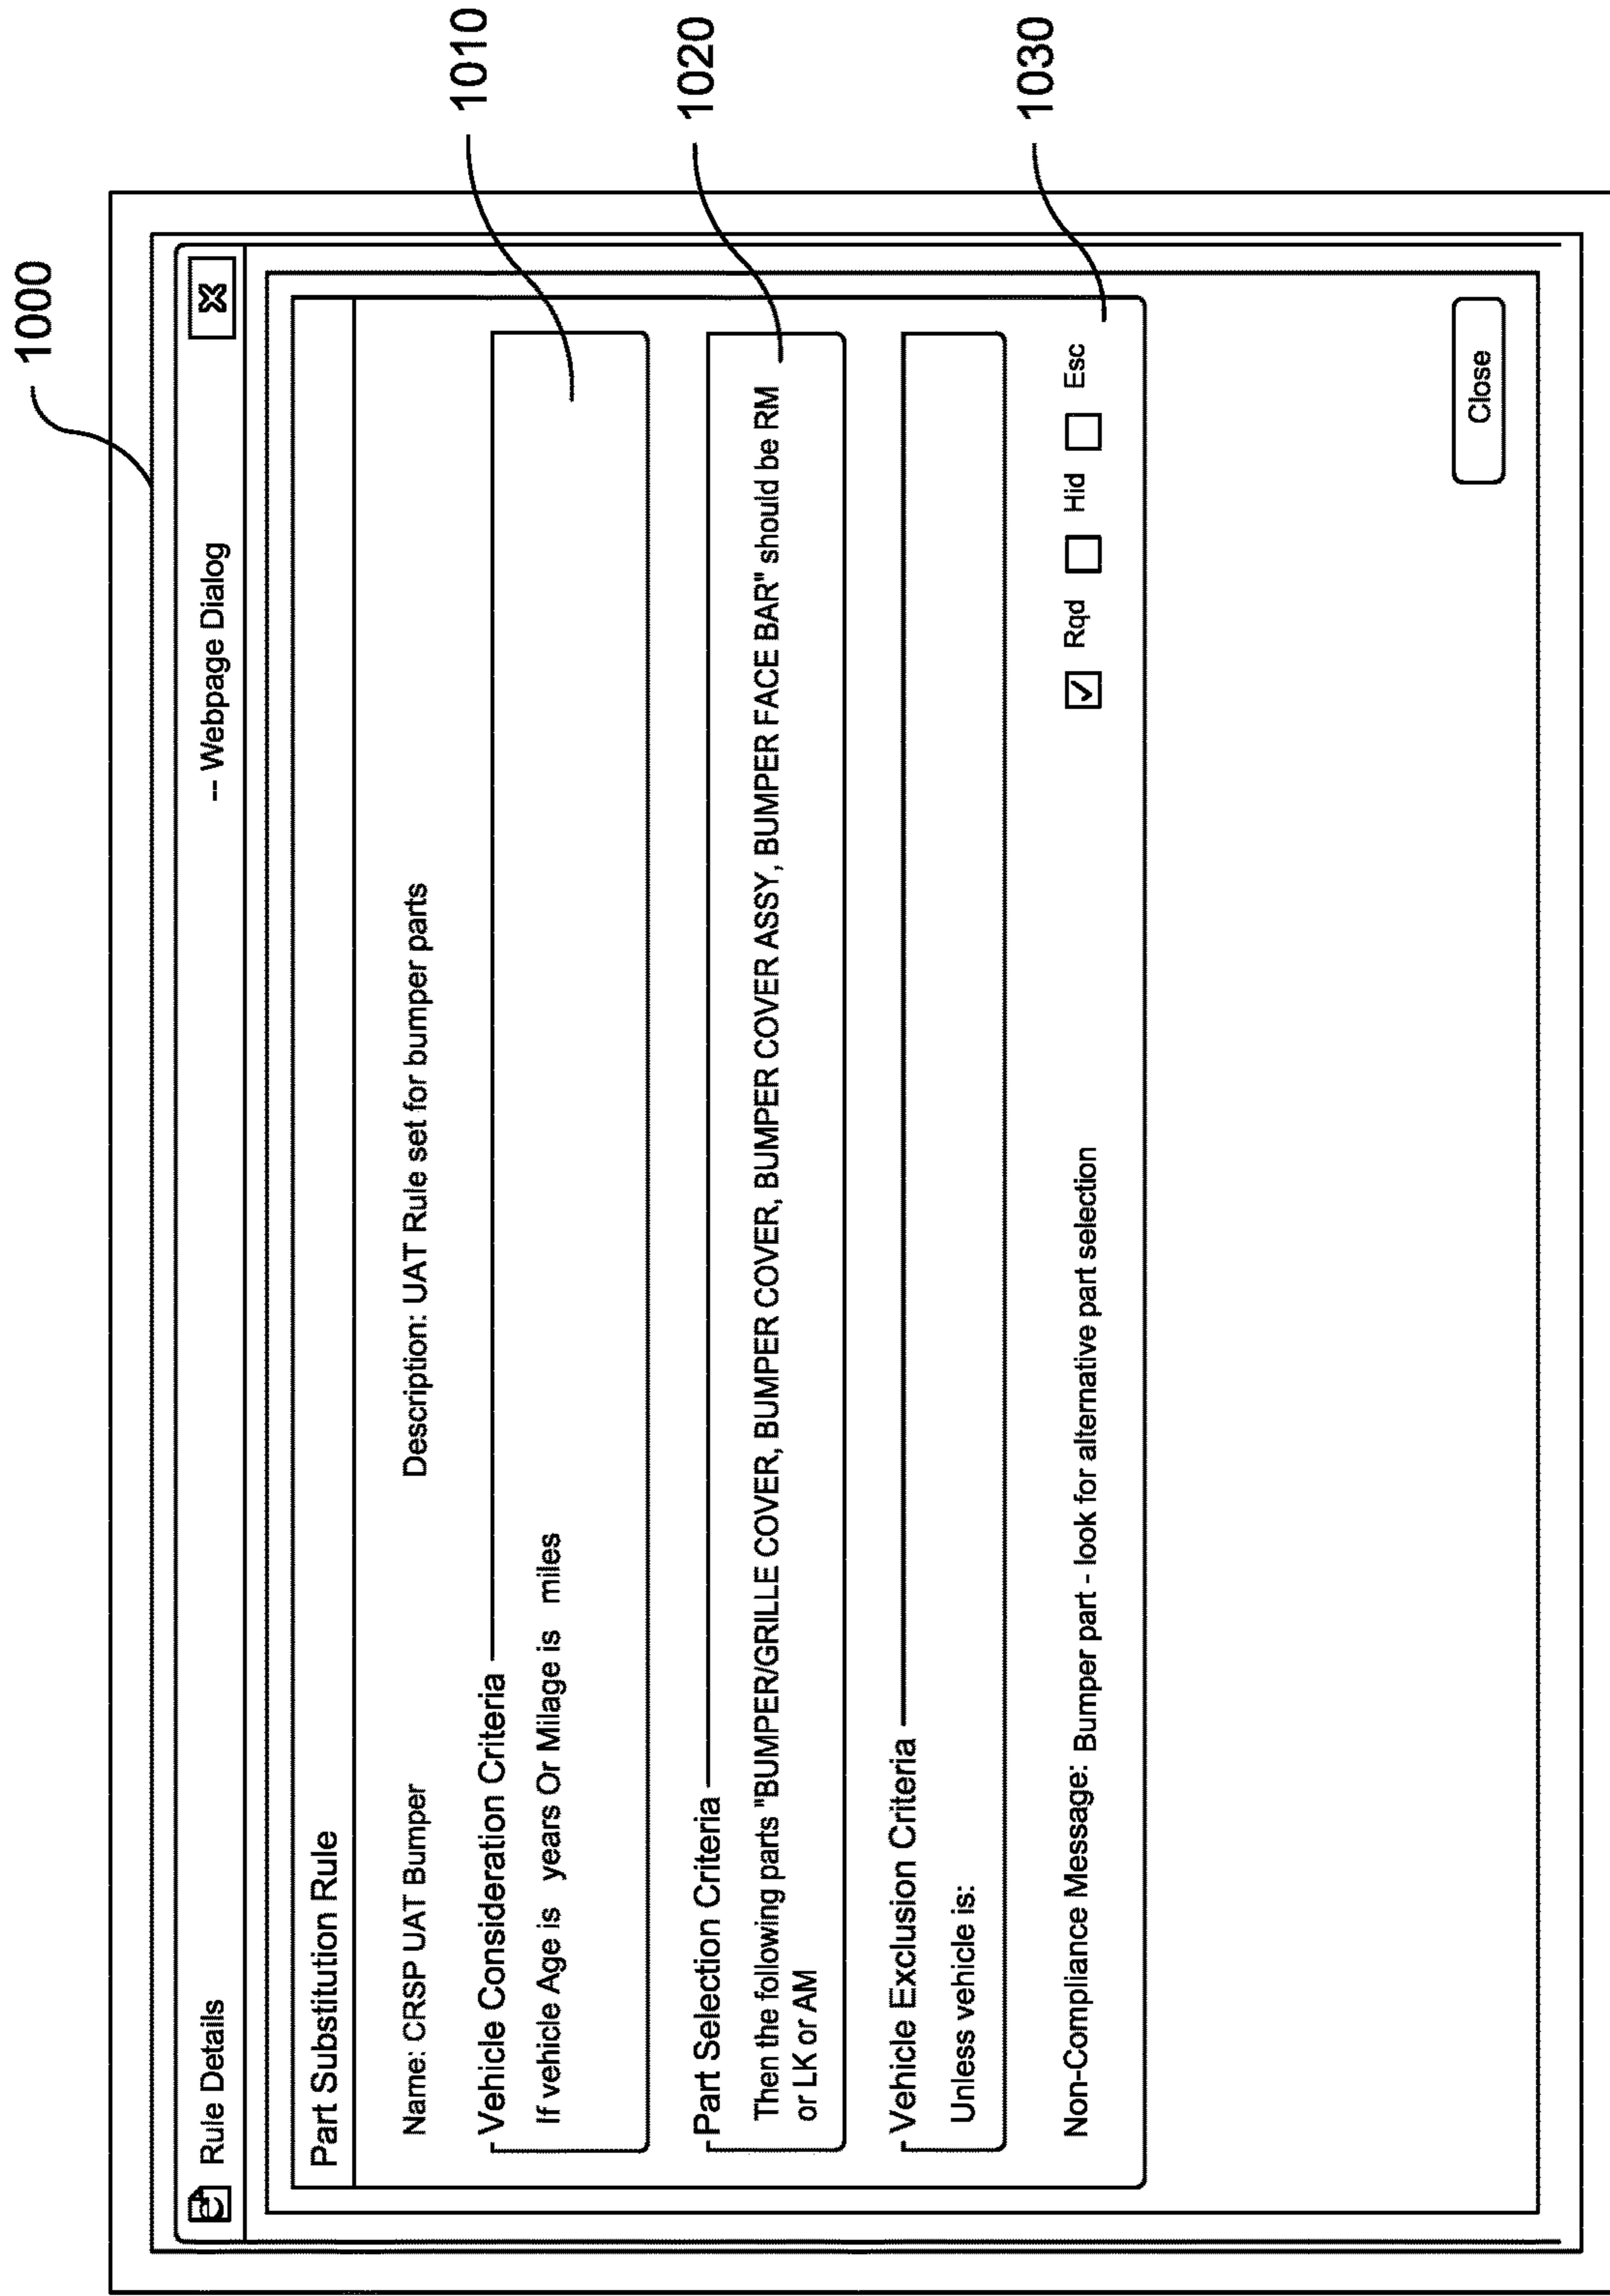 1000
Rule Details
-- Webpage Dialog
Part Substitution Rule
Name: CRSP UAT Bumper
Description: UAT Rule set for bumper parts
Vehicle Consideration Criteria
If vehicle Age is years Or Milage is miles
1010
Part Selection Criteria
Then the following parts "BUMPER/GRILLE COVER, BUMPER COVER, BUMPER COVER ASSY, BUMPER FACE BAR" should be RM
or LK or AM
1020
Vehicle Exclusion Criteria
Unless vehicle is:
Non-Compliance Message: Bumper part - look for alternative part selection
Rqd
Hid
Esc
1030
Close